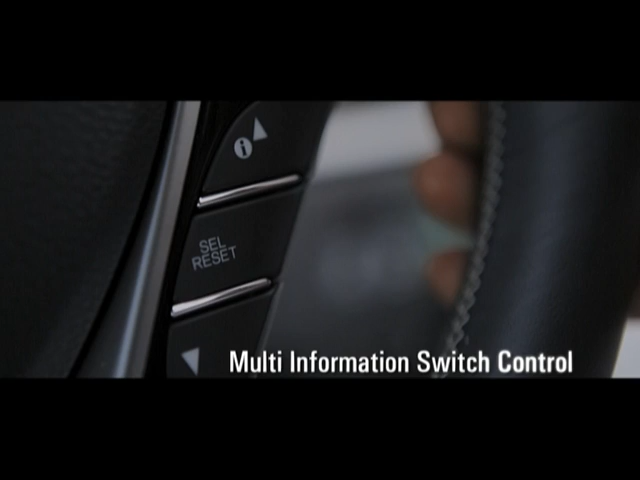 i
SEL
RESET
Multi Information Switch Control